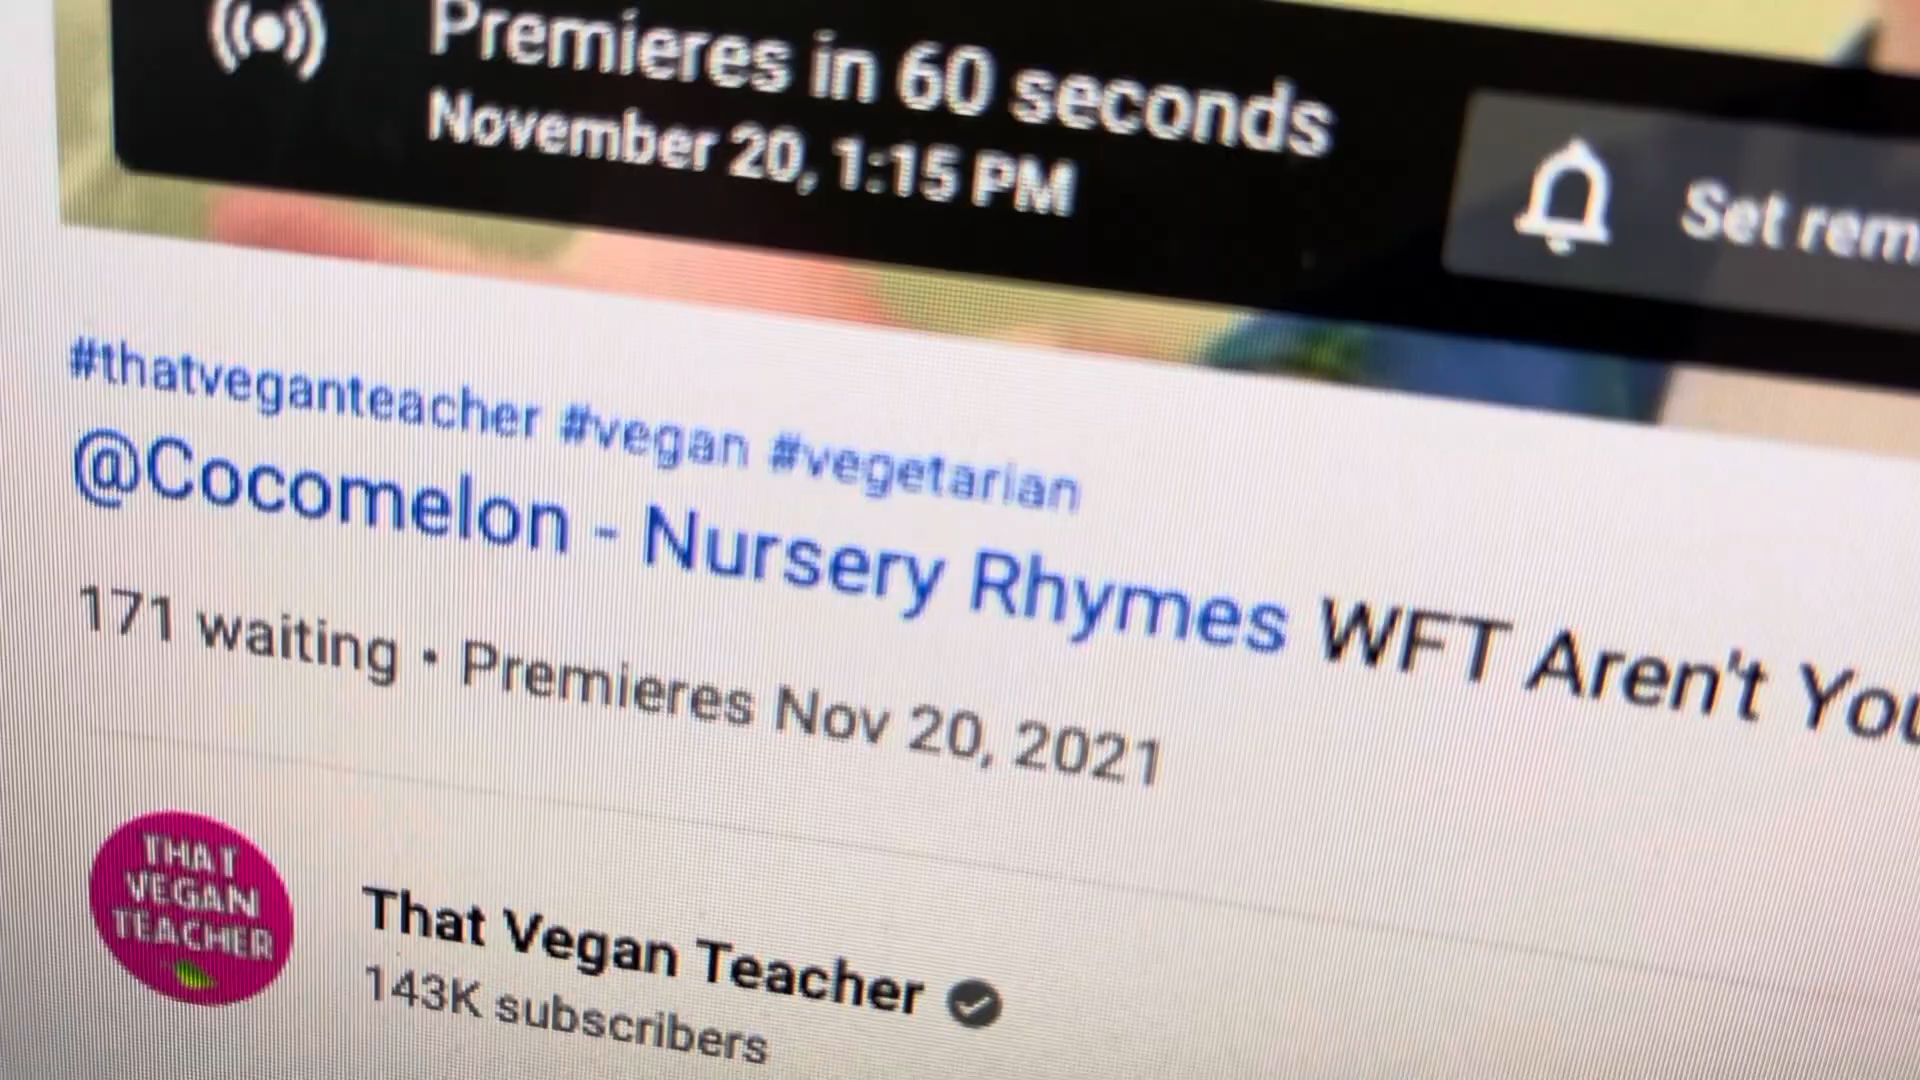 Premieres in 60 seconds
November 20, 1:15 PM
Set rem
#thatveganteacher #vegan #vegetarian
@Cocomelon - Nursery Rhymes WFT Aren't You
171 waiting • Premieres Nov 20, 2021
THAT
VEGAN
TEACHER
That Vegan Teacher
143K subscribers